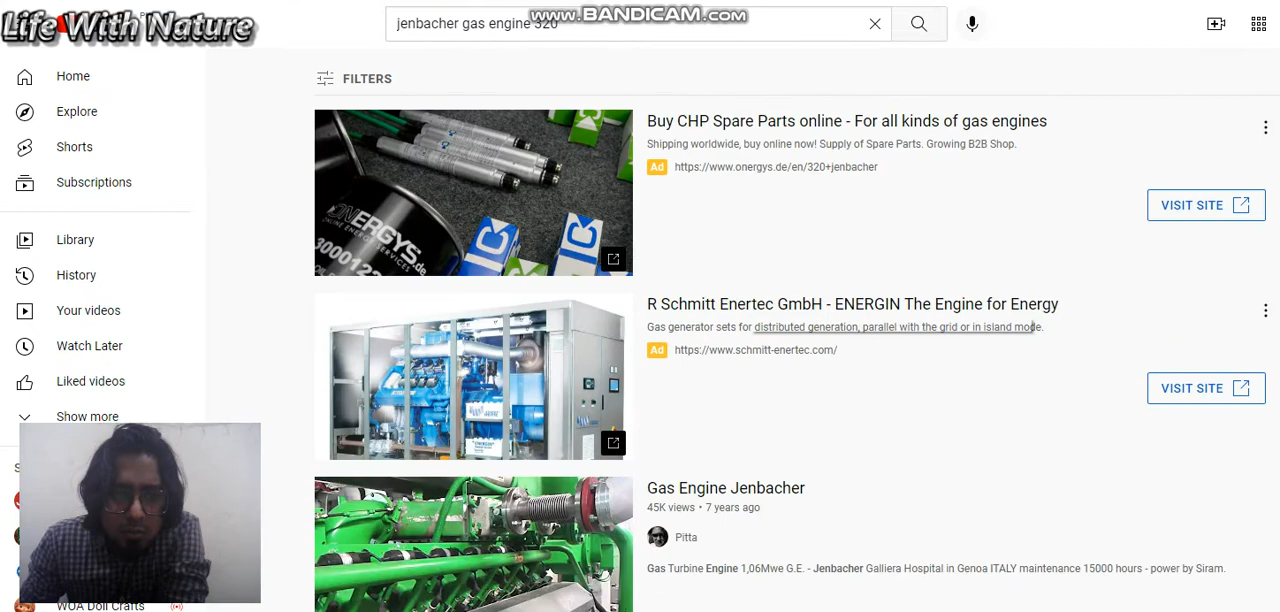 Life With Nature
www.BANDICAM.com
jenbacher gas engine 320
Home
Explore
Shorts
Subscriptions
Library
History
Your videos
Watch Later
Liked videos
Show more
WOA Doll Crafts
FILTERS
Buy CHP Spare Parts online - For all kinds of gas engines
Shipping worldwide, buy online now! Supply of Spare Parts. Growing B2B Shop.
Ad https://www.onergys.de/en/320+jenbacher
VISIT SITE
ONERGYS.de
ONLINE ENERGY SERVICES
R Schmitt Enertec GmbH - ENERGIN The Engine for Energy
Gas generator sets for distributed generation, parallel with the grid or in island mode.
Ad https://www.schmitt-enertec.com/
VISIT SITE
Gas Engine Jenbacher
45K views • 7 years ago
Pitta
Gas Turbine Engine 1,06Mwe G.E. - Jenbacher Galliera Hospital in Genoa ITALY maintenance 15000 hours - power by Siram.